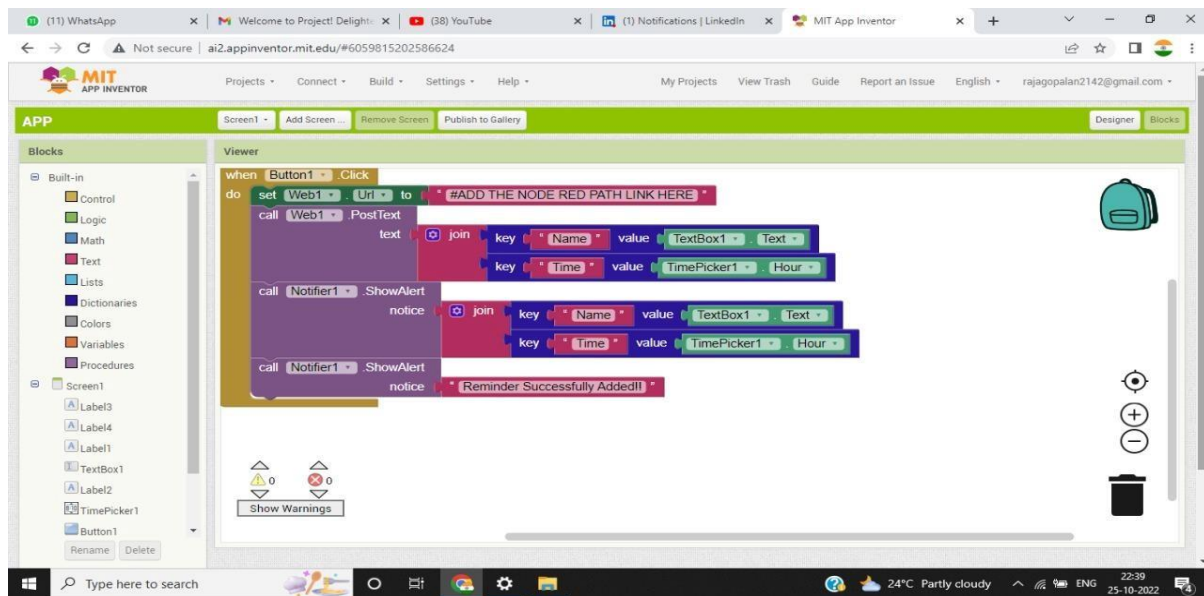 (11) WhatsApp
Welcome to Project! Delighte
(38) YouTube
(1) Notifications | LinkedIn
MIT App Inventor
Not secure | ai2.appinventor.mit.edu/#6059815202586624
MIT
APP INVENTOR
Projects
Connect
Build
Settings
Help
My Projects
View Trash
Guide
Report an Issue
English
rajagopalan2142@gmail.com
APP
Screen1
Add Screen ...
Remove Screen
Publish to Gallery
Designer
Blocks
Blocks
Viewer
Built-in
Control
Logic
Math
Text
Lists
Dictionaries
Colors
Variables
Procedures
Screen1
Label3
Label4
Label1
TextBox1
Label2
TimePicker1
Button1
Rename
Delete
when Button1 .Click
do set Web1 . Url to " #ADD THE NODE RED PATH LINK HERE "
call Web1 .PostText
text join key " Name " value TextBox1 . Text
key " Time " value TimePicker1 . Hour
call Notifier1 .ShowAlert
notice join key " Name " value TextBox1 . Text
key " Time " value TimePicker1 . Hour
call Notifier1 .ShowAlert
notice " Reminder Successfully Added!! "
0 0
Show Warnings
Type here to search
24°C Partly cloudy
ENG
22:39
25-10-2022
4